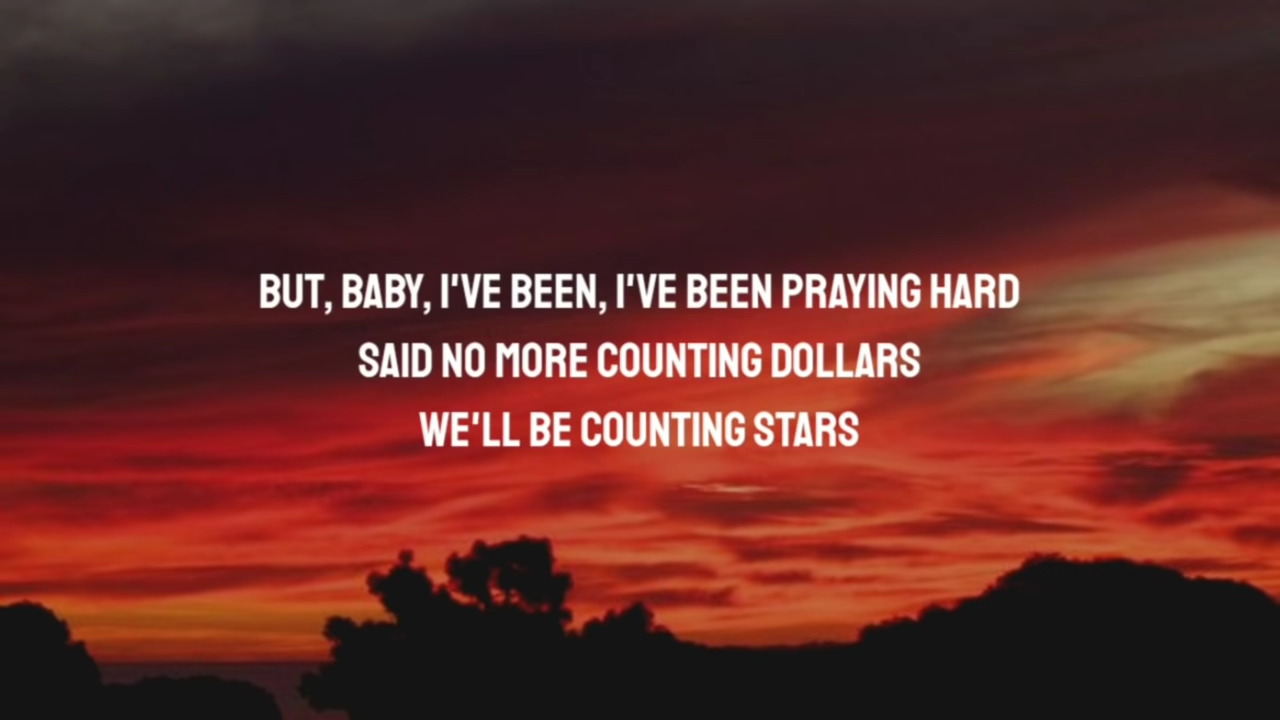 BUT, BABY, I'VE BEEN, I'VE BEEN PRAYING HARD
SAID NO MORE COUNTING DOLLARS
WE'LL BE COUNTING STARS